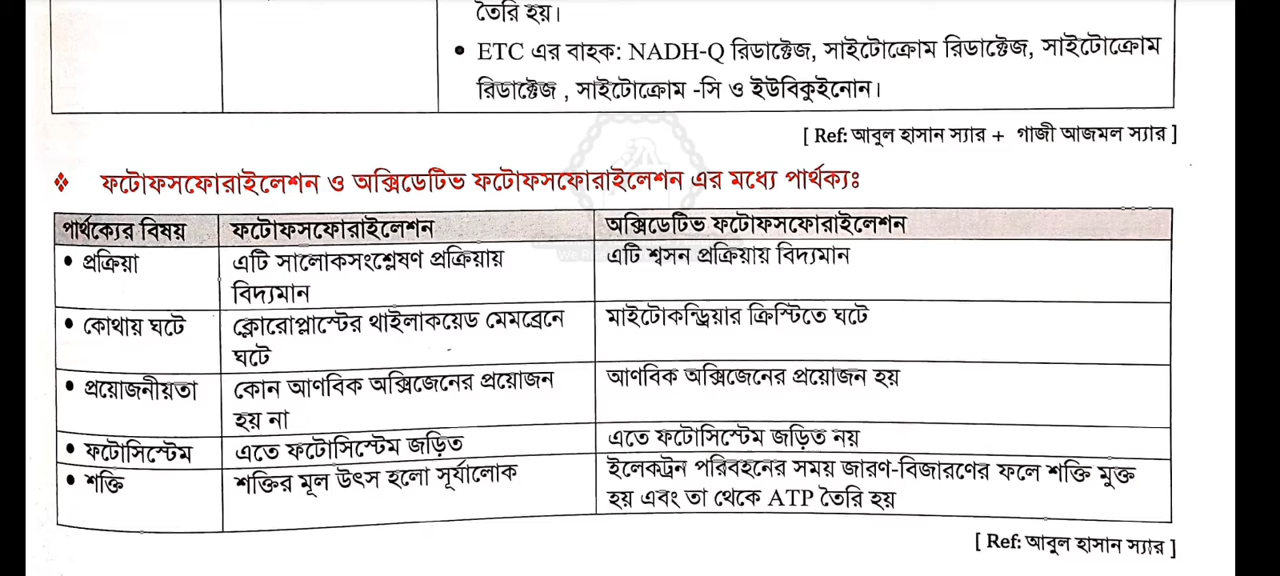 তৈরি হয়।
• ETC এর বাহক: NADH-Q রিডাক্টেজ, সাইটোক্রোম রিডাক্টেজ, সাইটোক্রোম
রিডাক্টেজ , সাইটোক্রোম -সি ও ইউবিকুইনোন।
[ Ref: আবুল হাসান স্যার + গাজী আজমল স্যার ]
❖ ফটোফসফোরাইলেশন ও অক্সিডেটিভ ফটোফসফোরাইলেশন এর মধ্যে পার্থক্যঃ
পার্থক্যের বিষয় ফটোফসফোরাইলেশন অক্সিডেটিভ ফটোফসফোরাইলেশন
• প্রক্রিয়া এটি সালোকসংশ্লেষণ প্রক্রিয়ায় এটি শ্বসন প্রক্রিয়ায় বিদ্যমান
বিদ্যমান
• কোথায় ঘটে ক্লোরোপ্লাস্টের থাইলাকয়েড মেমব্রেনে মাইটোকন্ড্রিয়ার ক্রিস্টিতে ঘটে
ঘটে
• প্রয়োজনীয়তা কোন আণবিক অক্সিজেনের প্রয়োজন আণবিক অক্সিজেনের প্রয়োজন হয়
হয় না
• ফটোসিস্টেম এতে ফটোসিস্টেম জড়িত এতে ফটোসিস্টেম জড়িত নয়
• শক্তি শক্তির মূল উৎস হলো সূর্যালোক ইলেকট্রন পরিবহনের সময় জারণ-বিজারণের ফলে শক্তি মুক্ত
হয় এবং তা থেকে ATP তৈরি হয়
[ Ref: আবুল হাসান স্যার ]